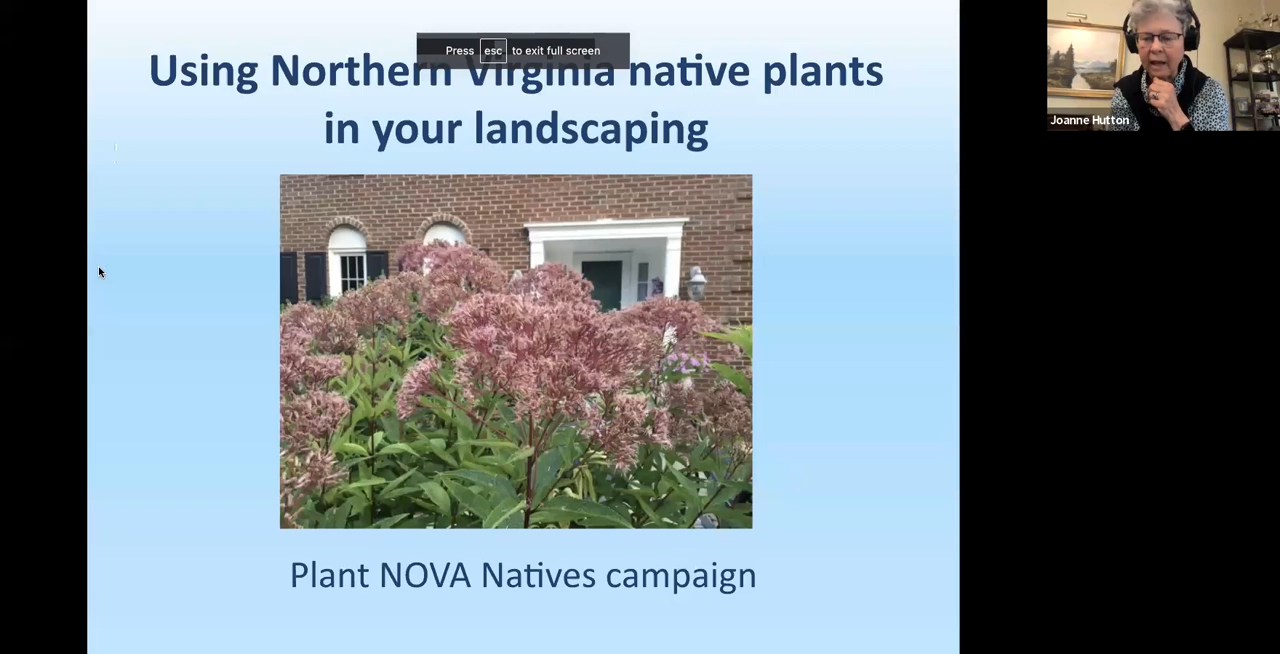 Press esc to exit full screen
Using Northern Virginia native plants
in your landscaping
Joanne Hutton
Plant NOVA Natives campaign